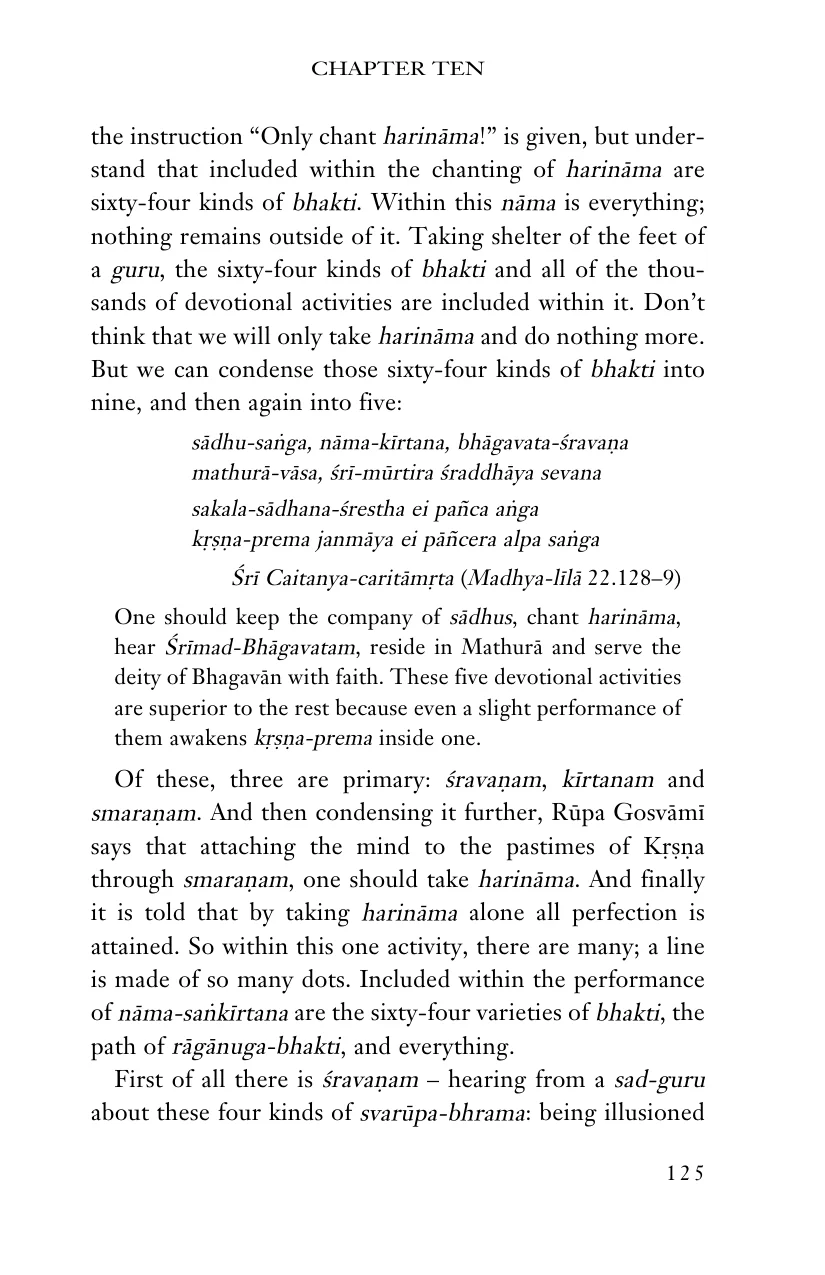 CHAPTER TEN
the instruction “Only chant harināma!” is given, but under-
stand that included within the chanting of harināma are
sixty-four kinds of bhakti. Within this nāma is everything;
nothing remains outside of it. Taking shelter of the feet of
a guru, the sixty-four kinds of bhakti and all of the thou-
sands of devotional activities are included within it. Don’t
think that we will only take harināma and do nothing more.
But we can condense those sixty-four kinds of bhakti into
nine, and then again into five:
sādhu-saṅga, nāma-kīrtana, bhāgavata-śravaṇa
mathurā-vāsa, śrī-mūrtira śraddhāya sevana
sakala-sādhana-śrestha ei pañca aṅga
kṛṣṇa-prema janmāya ei pāñcera alpa saṅga
Śrī Caitanya-caritāmṛta (Madhya-līlā 22.128–9)
One should keep the company of sādhus, chant harināma,
hear Śrīmad-Bhāgavatam, reside in Mathurā and serve the
deity of Bhagavān with faith. These five devotional activities
are superior to the rest because even a slight performance of
them awakens kṛṣṇa-prema inside one.
Of these, three are primary: śravaṇam, kīrtanam and
smaraṇam. And then condensing it further, Rūpa Gosvāmī
says that attaching the mind to the pastimes of Kṛṣṇa
through smaraṇam, one should take harināma. And finally
it is told that by taking harināma alone all perfection is
attained. So within this one activity, there are many; a line
is made of so many dots. Included within the performance
of nāma-saṅkīrtana are the sixty-four varieties of bhakti, the
path of rāgānuga-bhakti, and everything.
First of all there is śravaṇam – hearing from a sad-guru
about these four kinds of svarūpa-bhrama: being illusioned
125